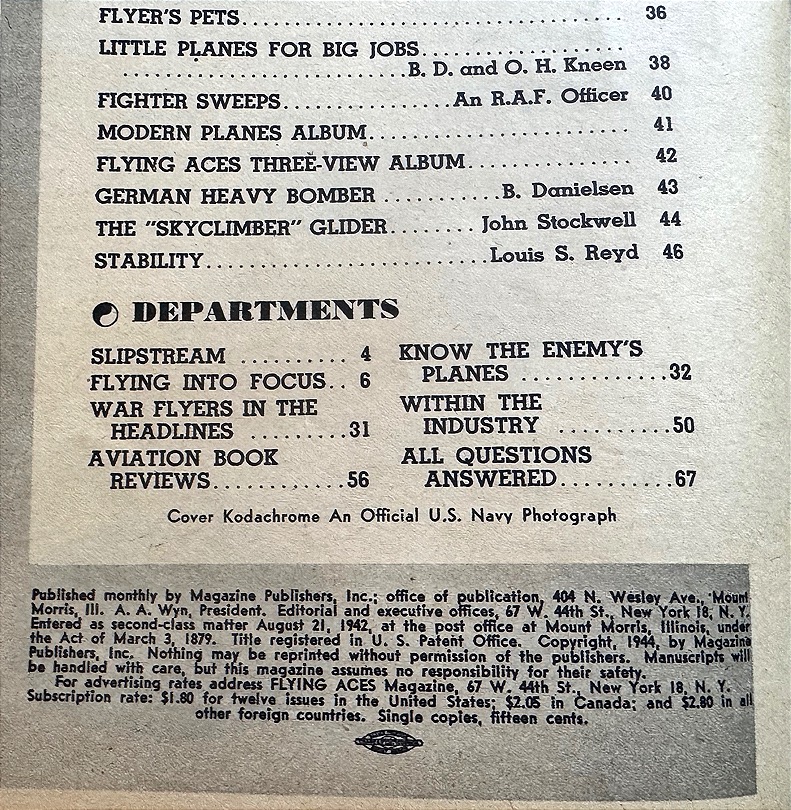 FLYER'S PETS.................................. 36
LITTLE PLANES FOR BIG JOBS..................
.........................B. D. and O. H. Kneen 38
FIGHTER SWEEPS...............An R.A.F. Officer 40
MODERN PLANES ALBUM........................ 41
FLYING ACES THREE-VIEW ALBUM............... 42
GERMAN HEAVY BOMBER ...........B. Danielsen 43
THE "SKYCLIMBER" GLIDER........John Stockwell 44
STABILITY..........................Louis S. Reyd 46
DEPARTMENTS
SLIPSTREAM .......... 4
FLYING INTO FOCUS.. 6
WAR FLYERS IN THE
HEADLINES .........31
AVIATION BOOK
REVIEWS............56
KNOW THE ENEMY'S
PLANES .............32
WITHIN THE
INDUSTRY ..........50
ALL QUESTIONS
ANSWERED..........67
Cover Kodachrome An Official U.S. Navy Photograph
Published monthly by Magazine Publishers, Inc.; office of publication, 404 N. Wesley Ave., Mount
Morris, Ill. A. A. Wyn, President. Editorial and executive offices, 67 W. 44th St., New York 18, N. Y.
Entered as second-class matter August 21, 1942, at the post office at Mount Morris, Illinois, under
the Act of March 3, 1879. Title registered in U. S. Patent Office. Copyright, 1944, by Magazine
Publishers, Inc. Nothing may be reprinted without permission of the publishers. Manuscripts will
be handled with care, but this magazine assumes no responsibility for their safety.
For advertising rates address FLYING ACES Magazine, 67 W. 44th St., New York 18, N. Y.
Subscription rate: $1.80 for twelve issues in the United States; $2.05 in Canada; and $2.80 in all
other foreign countries. Single copies, fifteen cents.